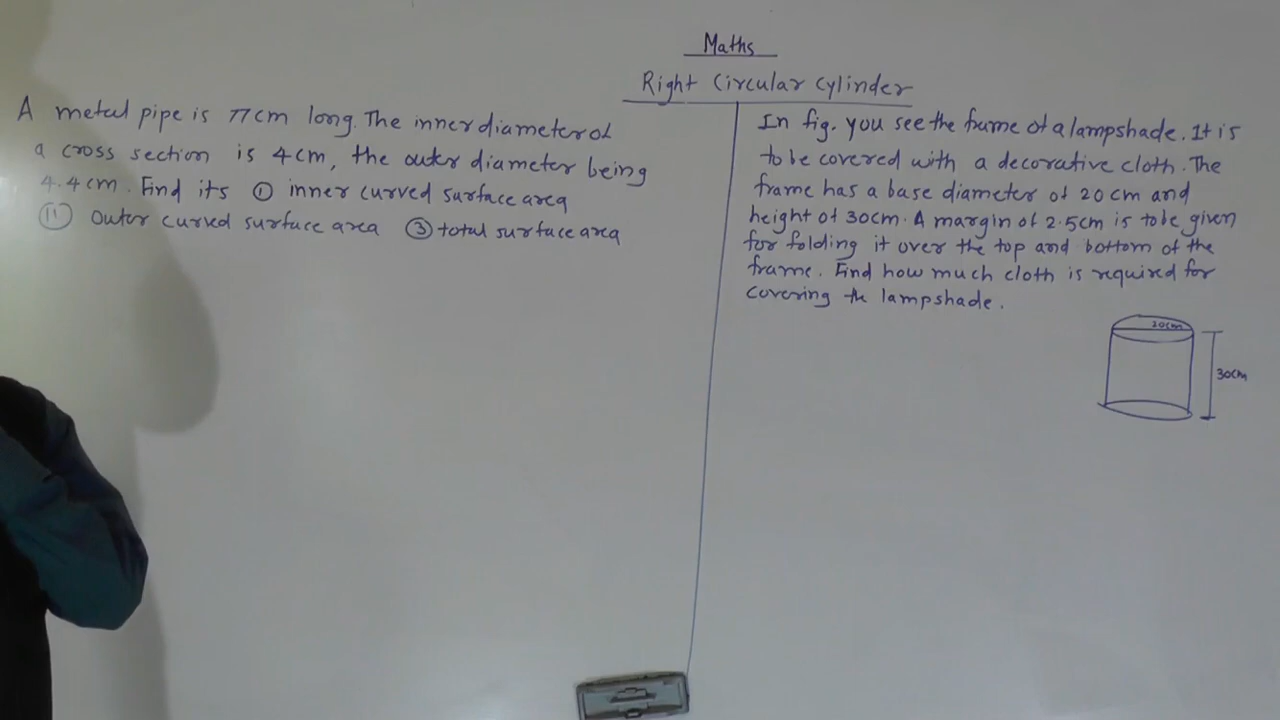 Maths
Right Circular Cylinder
A metal pipe is 77cm long. The inner diameter of
a cross section is 4cm, the outer diameter being
4.4cm. Find its ① inner curved surface area
⑪ Outer curved surface area ③ total surface area
In fig. you see the frame of a lampshade. It is
to be covered with a decorative cloth. The
frame has a base diameter of 20 cm and
height of 30cm. A margin of 2.5cm is to be given
for folding it over the top and bottom of the
frame. Find how much cloth is required for
covering the lampshade.
20cm
30cm